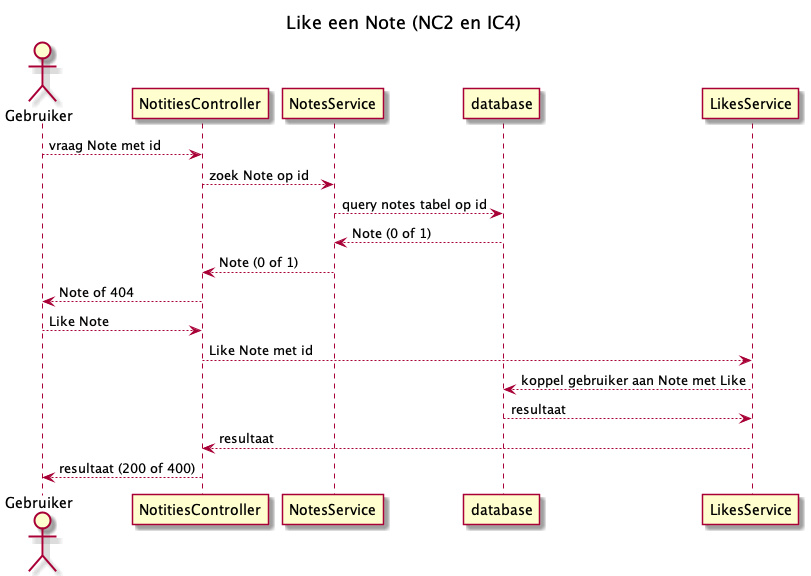 Like een Note (NC2 en IC4)
Gebruiker
NotitiesController
NotesService
database
LikesService
vraag Note met id
zoek Note op id
query notes tabel op id
Note (0 of 1)
Note (0 of 1)
Note of 404
Like Note
Like Note met id
koppel gebruiker aan Note met Like
resultaat
resultaat
resultaat (200 of 400)
Gebruiker
NotitiesController
NotesService
database
LikesService